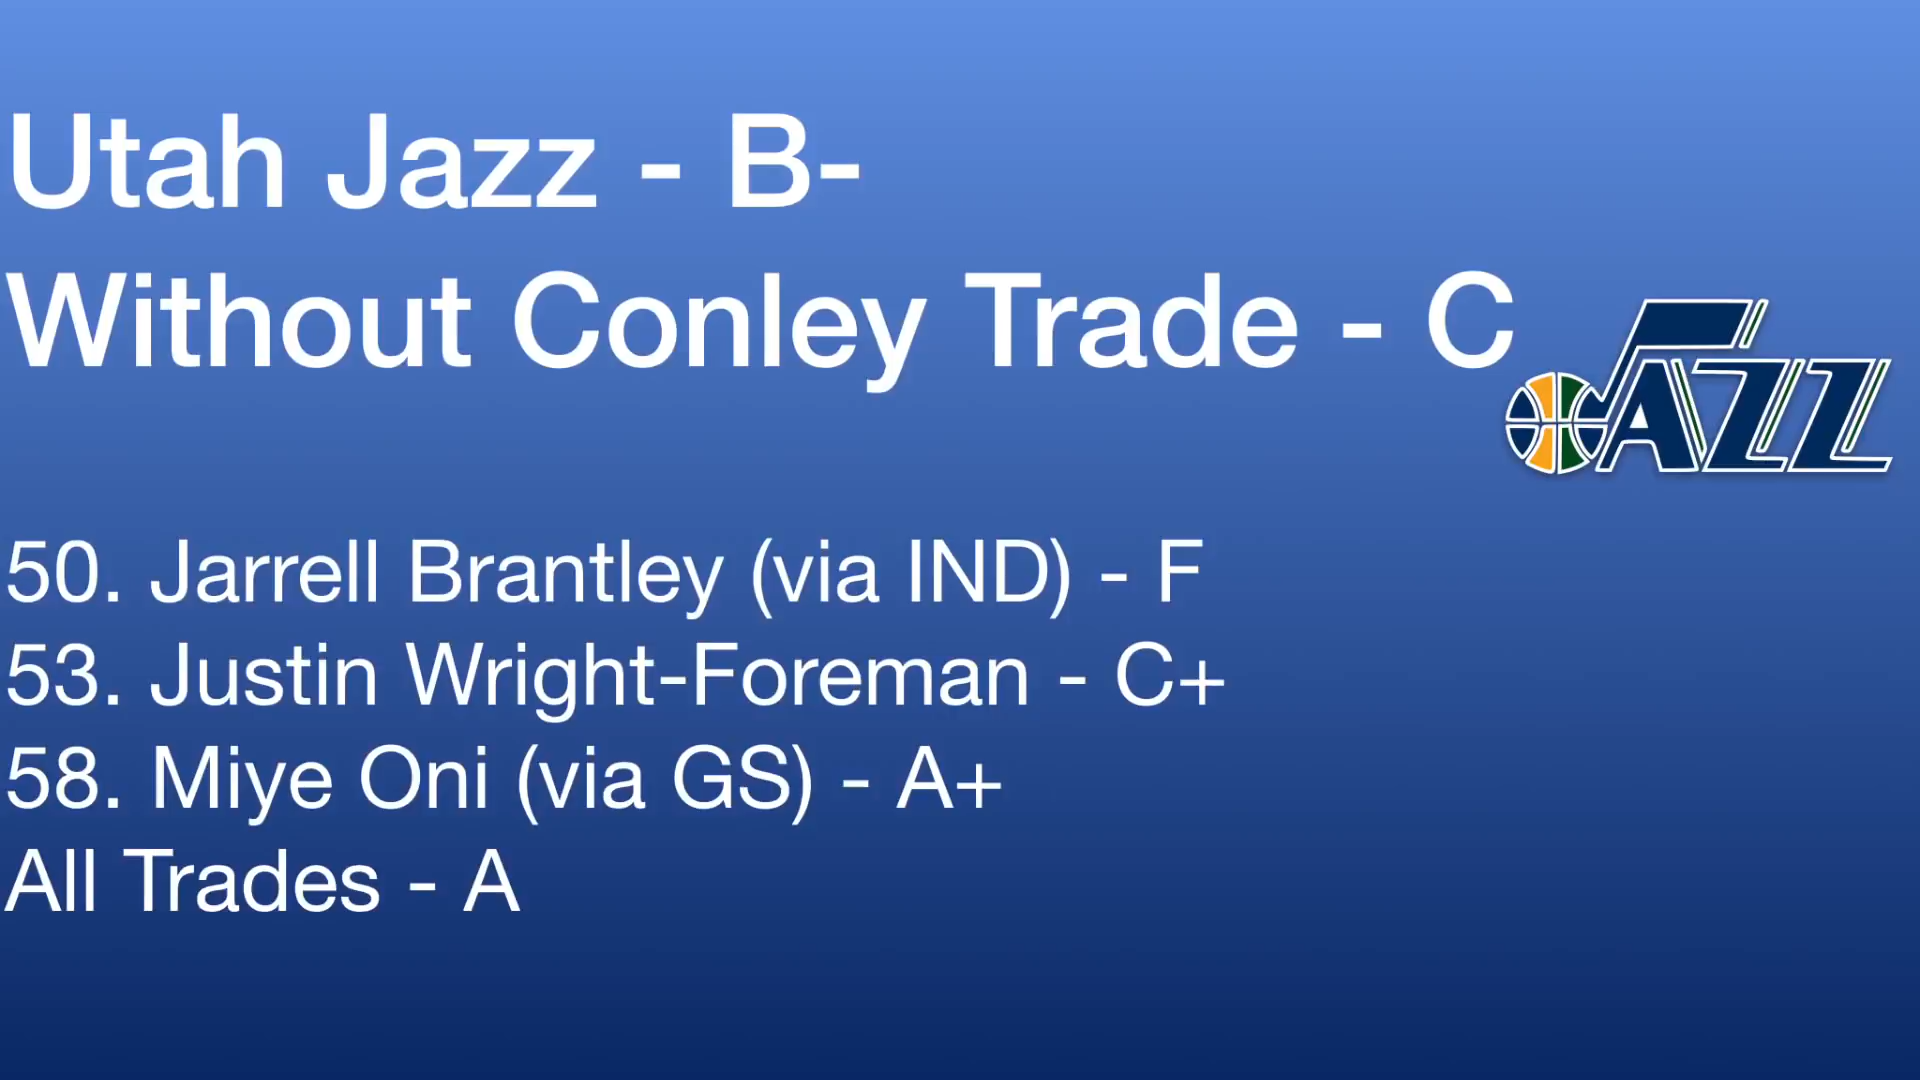 Utah Jazz - B-
Without Conley Trade - C
JAZZ
50. Jarrell Brantley (via IND) - F
53. Justin Wright-Foreman - C+
58. Miye Oni (via GS) - A+
All Trades - A